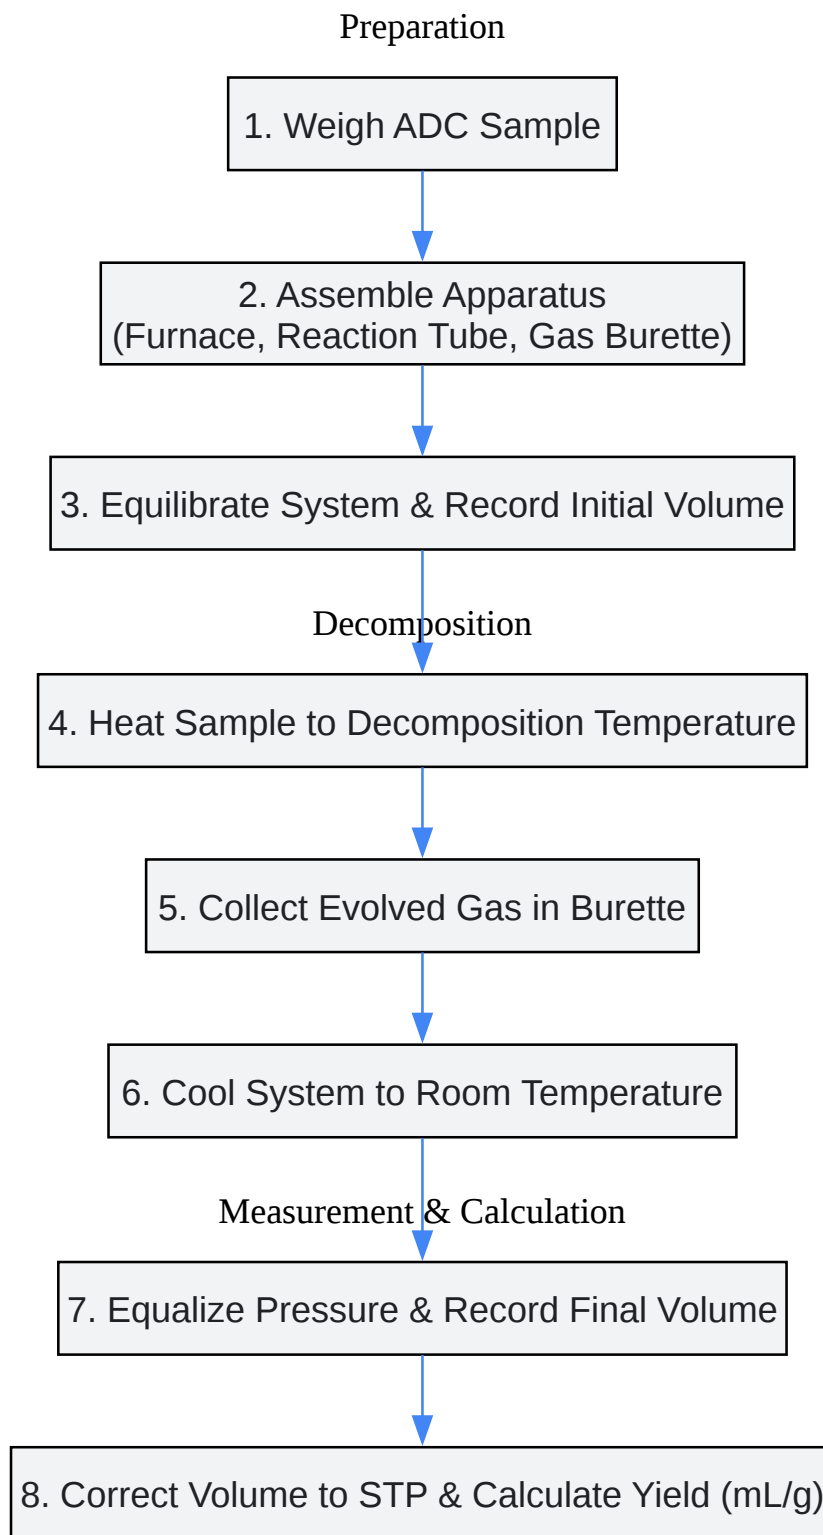 Preparation
1. Weigh ADC Sample
2. Assemble Apparatus
(Furnace, Reaction Tube, Gas Burette)
3. Equilibrate System & Record Initial Volume
Decomposition
4. Heat Sample to Decomposition Temperature
5. Collect Evolved Gas in Burette
6. Cool System to Room Temperature
Measurement & Calculation
7. Equalize Pressure & Record Final Volume
8. Correct Volume to STP & Calculate Yield (mL/g)